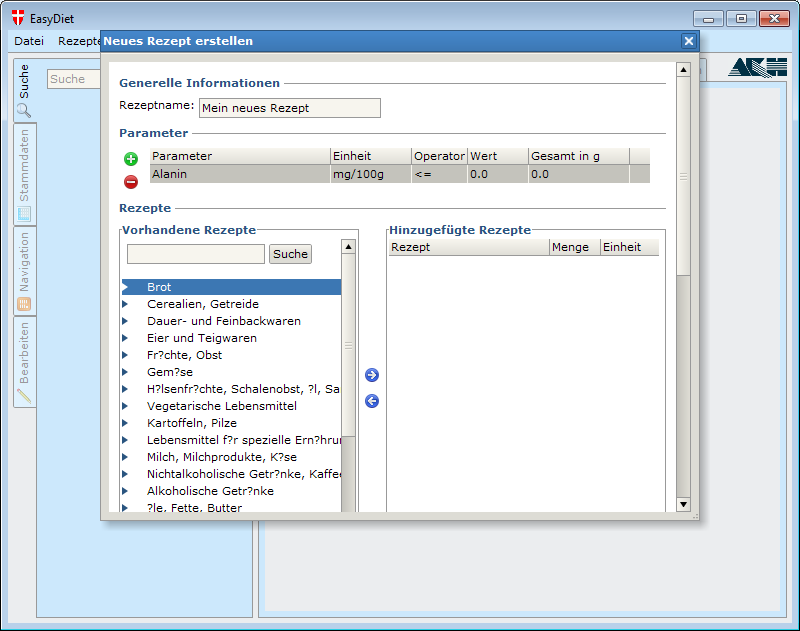 EasyDiet
Datei Rezepte
Neues Rezept erstellen
Suche
Stammdaten
Navigation
Bearbeiten
Suche
AKH
Generelle Informationen
Rezeptname: Mein neues Rezept
Parameter
Parameter Einheit Operator Wert Gesamt in g
Alanin mg/100g <= 0.0 0.0
Rezepte
Vorhandene Rezepte
Suche
Brot
Cerealien, Getreide
Dauer- und Feinbackwaren
Eier und Teigwaren
Fr?chte, Obst
Gem?se
H?lsenfr?chte, Schalenobst, ?l, Sa
Vegetarische Lebensmittel
Kartoffeln, Pilze
Lebensmittel f?r spezielle Ern?hrun
Milch, Milchprodukte, K?se
Nichtalkoholische Getr?nke, Kaffee
Alkoholische Getr?nke
?le, Fette, Butter
Hinzugefügte Rezepte
Rezept Menge Einheit